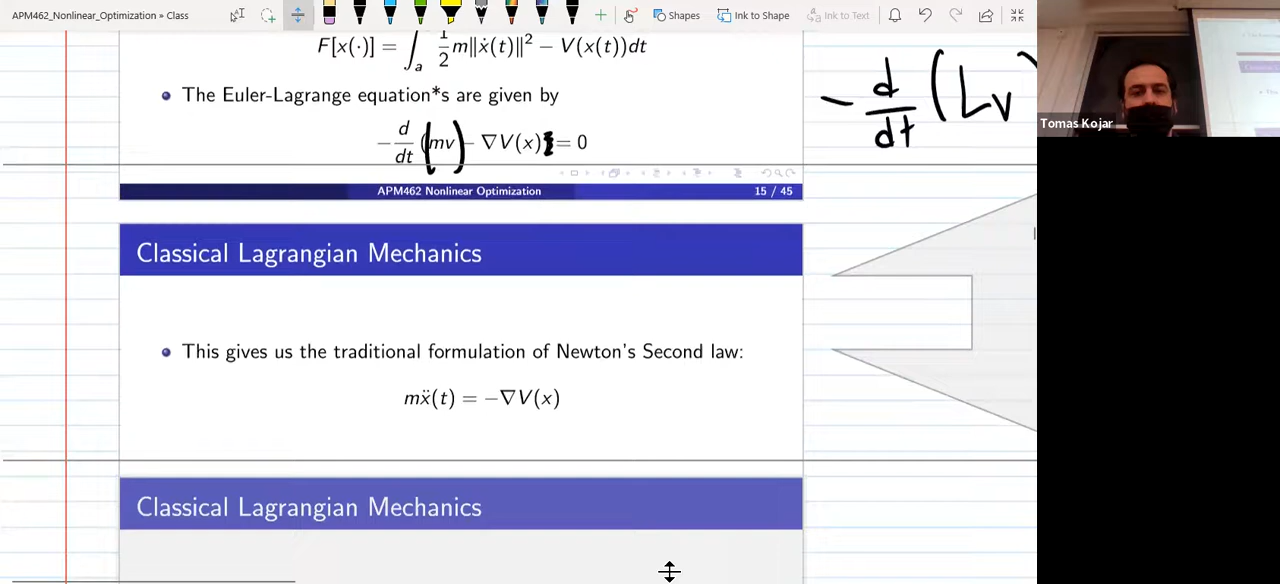 APM462_Nonlinear_Optimization » Class
Shapes
Ink to Shape
Ink to Text
F[x(·)] = ∫ₐ ½m‖ẋ(t)‖² − V(x(t))dt
The Euler-Lagrange equation*s are given by
−d/dt (mv) − ∇V(x) = 0
−d/dt (Lv)
APM462 Nonlinear Optimization
15 / 45
Classical Lagrangian Mechanics
This gives us the traditional formulation of Newton's Second law:
mẍ(t) = −∇V(x)
Classical Lagrangian Mechanics
Tomas Kojar